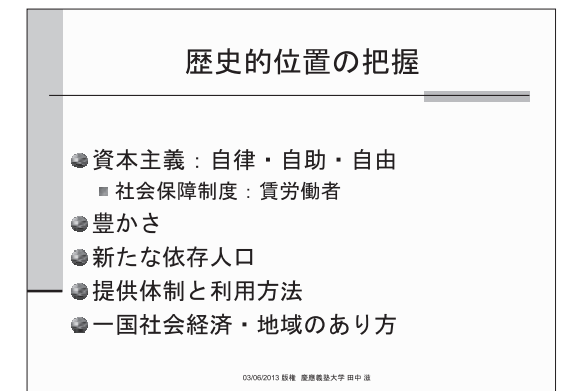 歴史的位置の把握
資本主義：自律・自助・自由
社会保障制度：賃労働者
豊かさ
新たな依存人口
提供体制と利用方法
一国社会経済・地域のあり方
03/06/2013 版権 慶應義塾大学 田中 滋